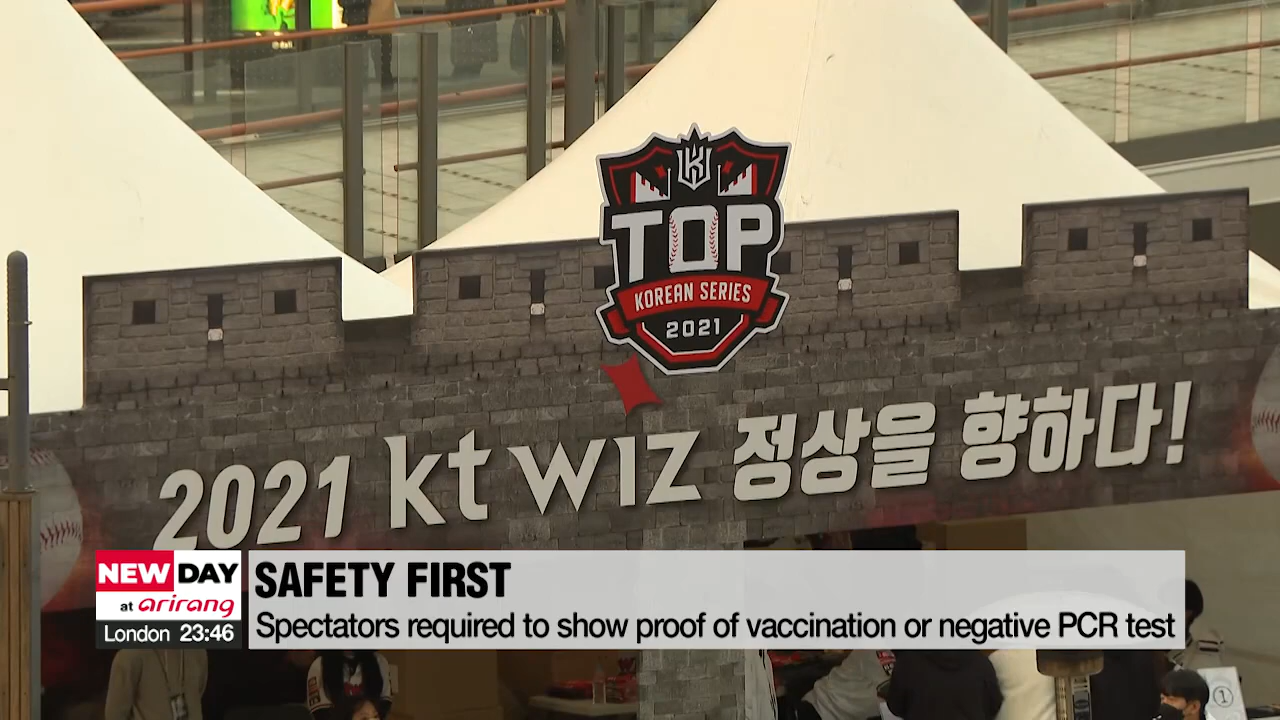 TOP
KOREAN SERIES
2021
2021 kt wiz 정상을 향하다!
NEW DAY
at arirang
London 23:46
SAFETY FIRST
Spectators required to show proof of vaccination or negative PCR test
①